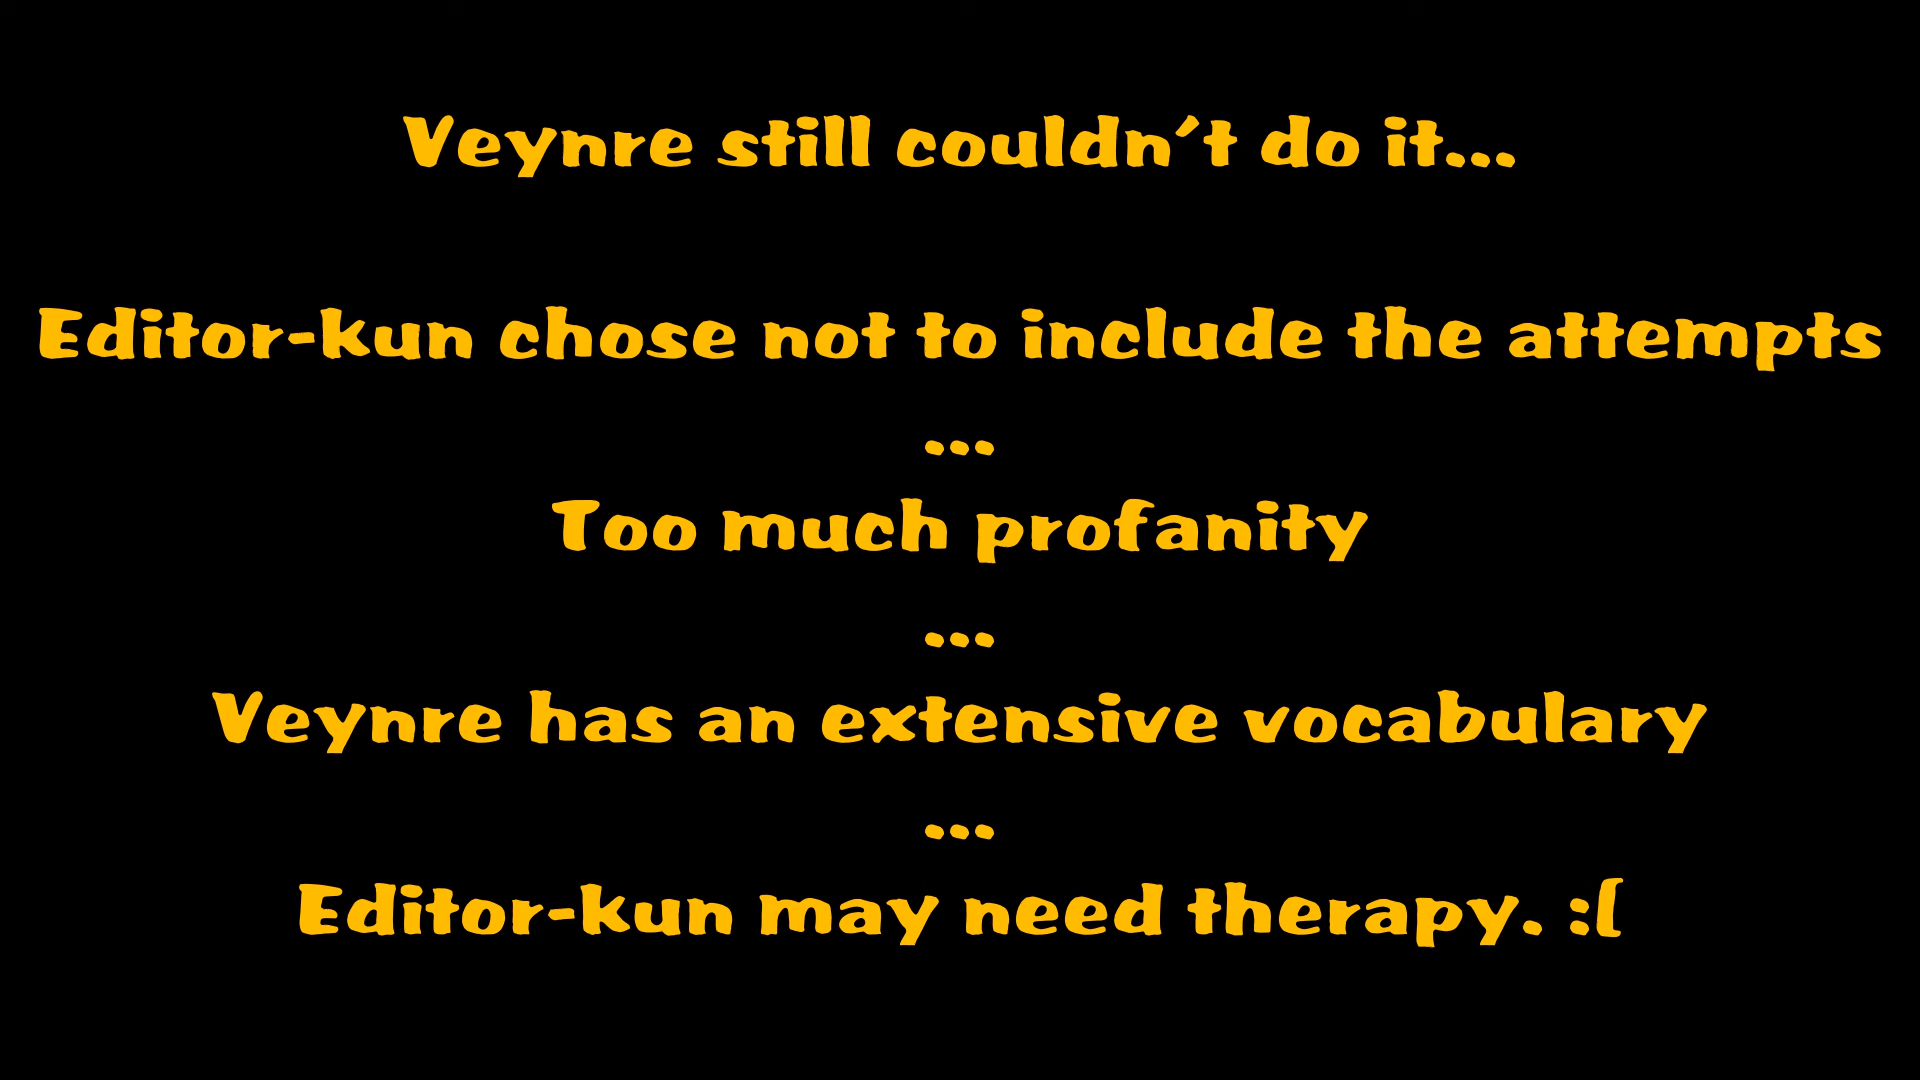 Veynre still couldn't do it...
Editor-kun chose not to include the attempts
...
Too much profanity
...
Veynre has an extensive vocabulary
...
Editor-kun may need therapy. :(